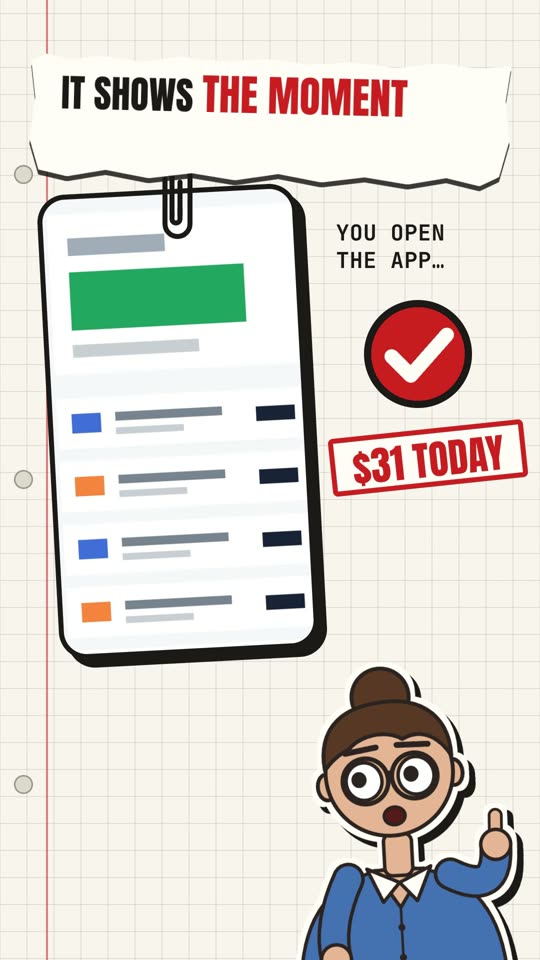 IT SHOWS THE MOMENT
YOU OPEN
THE APP…
$31 TODAY